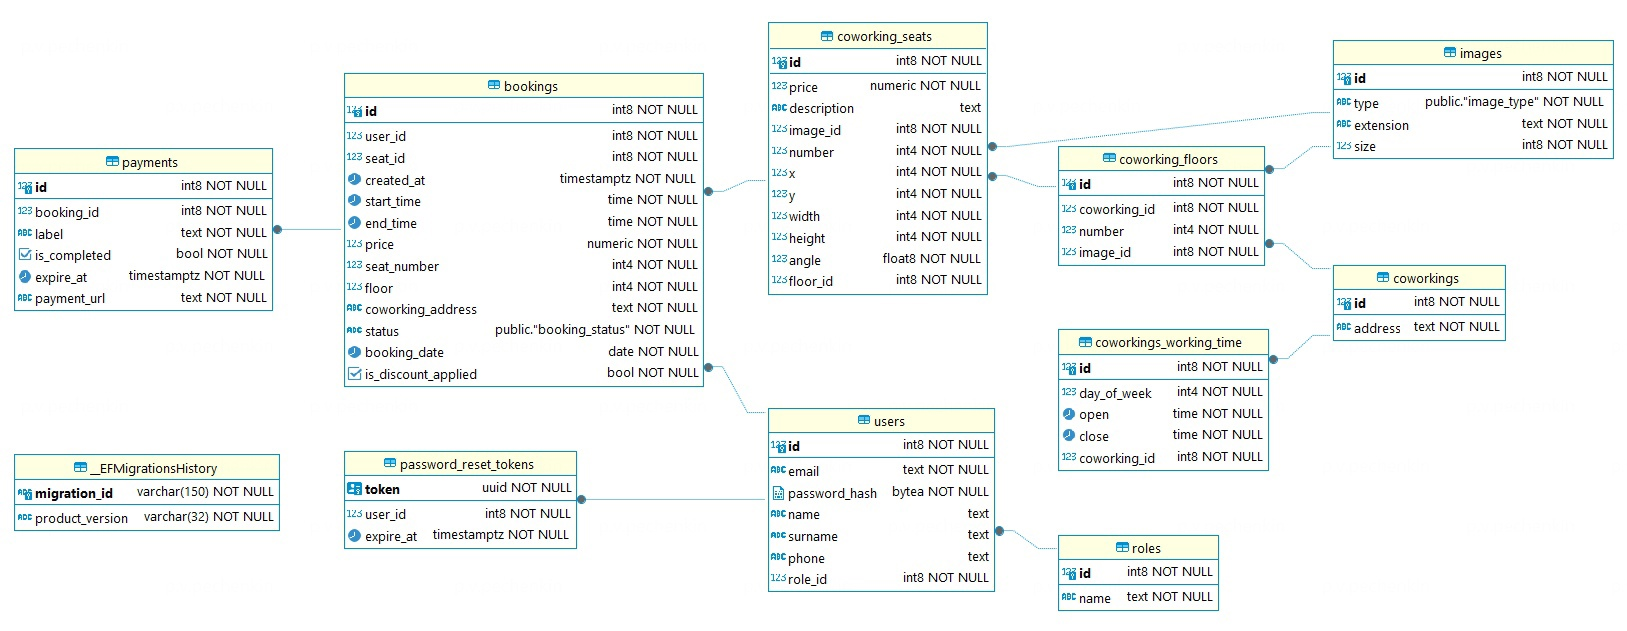 payments
id int8 NOT NULL
booking_id int8 NOT NULL
label text NOT NULL
is_completed bool NOT NULL
expire_at timestamptz NOT NULL
payment_url text NOT NULL
bookings
id int8 NOT NULL
user_id int8 NOT NULL
seat_id int8 NOT NULL
created_at timestamptz NOT NULL
start_time time NOT NULL
end_time time NOT NULL
price numeric NOT NULL
seat_number int4 NOT NULL
floor int4 NOT NULL
coworking_address text NOT NULL
status public."booking_status" NOT NULL
booking_date date NOT NULL
is_discount_applied bool NOT NULL
coworking_seats
id int8 NOT NULL
price numeric NOT NULL
description text
image_id int8 NOT NULL
number int4 NOT NULL
x int4 NOT NULL
y int4 NOT NULL
width int4 NOT NULL
height int4 NOT NULL
angle float8 NOT NULL
floor_id int8 NOT NULL
images
id int8 NOT NULL
type public."image_type" NOT NULL
extension text NOT NULL
size int8 NOT NULL
coworking_floors
id int8 NOT NULL
coworking_id int8 NOT NULL
number int4 NOT NULL
image_id int8 NOT NULL
coworkings
id int8 NOT NULL
address text NOT NULL
coworkings_working_time
id int8 NOT NULL
day_of_week int4 NOT NULL
open time NOT NULL
close time NOT NULL
coworking_id int8 NOT NULL
__EFMigrationsHistory
migration_id varchar(150) NOT NULL
product_version varchar(32) NOT NULL
password_reset_tokens
token uuid NOT NULL
user_id int8 NOT NULL
expire_at timestamptz NOT NULL
users
id int8 NOT NULL
email text NOT NULL
password_hash bytea NOT NULL
name text
surname text
phone text
role_id int8 NOT NULL
roles
id int8 NOT NULL
name text NOT NULL